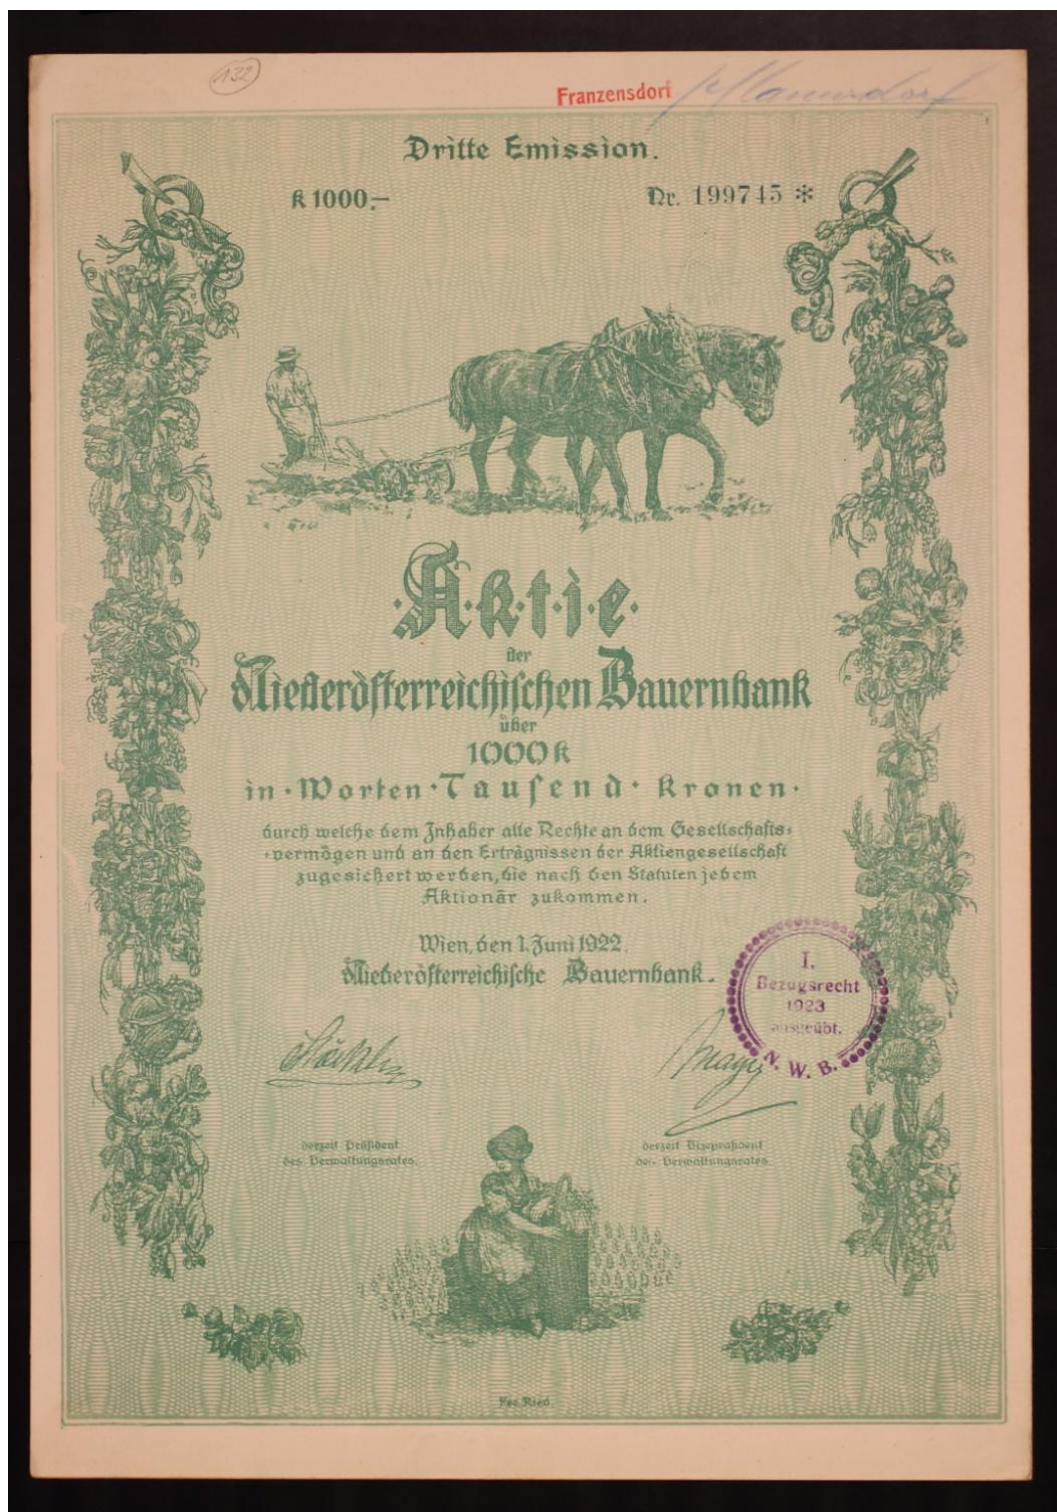 132
Franzensdorf
Dritte Emission.
K 1000.–
Nr. 199745 *
·A·k·t·i·e·
der
Niederösterreichischen Bauernbank
über
1000 K
in · Worten · Tausend · Kronen ·
durch welche dem Inhaber alle Rechte an dem Gesellschafts-
vermögen und an den Erträgnissen der Aktiengesellschaft
zugesichert werden, die nach den Statuten jedem
Aktionär zukommen.
Wien, den 1. Juni 1922.
Niederösterreichische Bauernbank.
I.
Bezugsrecht
1923
ausgeübt.
N. W. B.
derzeit Präsident
des Verwaltungsrates.
derzeit Vizepräsident
des Verwaltungsrates.